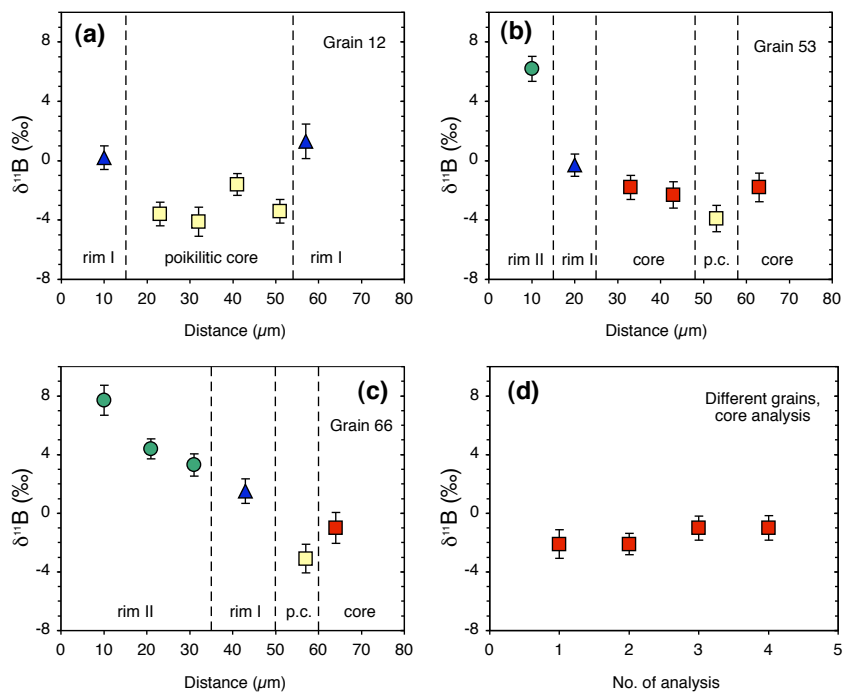 (a)
Grain 12
8
4
0
-4
-8
δ¹¹B (‰)
rim I
poikilitic core
rim I
0 10 20 30 40 50 60 70 80
Distance (µm)
(b)
Grain 53
8
4
0
-4
-8
δ¹¹B (‰)
rim II
rim I
core
p.c.
core
0 10 20 30 40 50 60 70 80
Distance (µm)
(c)
Grain 66
8
4
0
-4
-8
δ¹¹B (‰)
rim II
rim I
p.c.
core
0 10 20 30 40 50 60 70 80
Distance (µm)
(d)
Different grains,
core analysis
8
4
0
-4
-8
δ¹¹B (‰)
0 1 2 3 4 5
No. of analysis